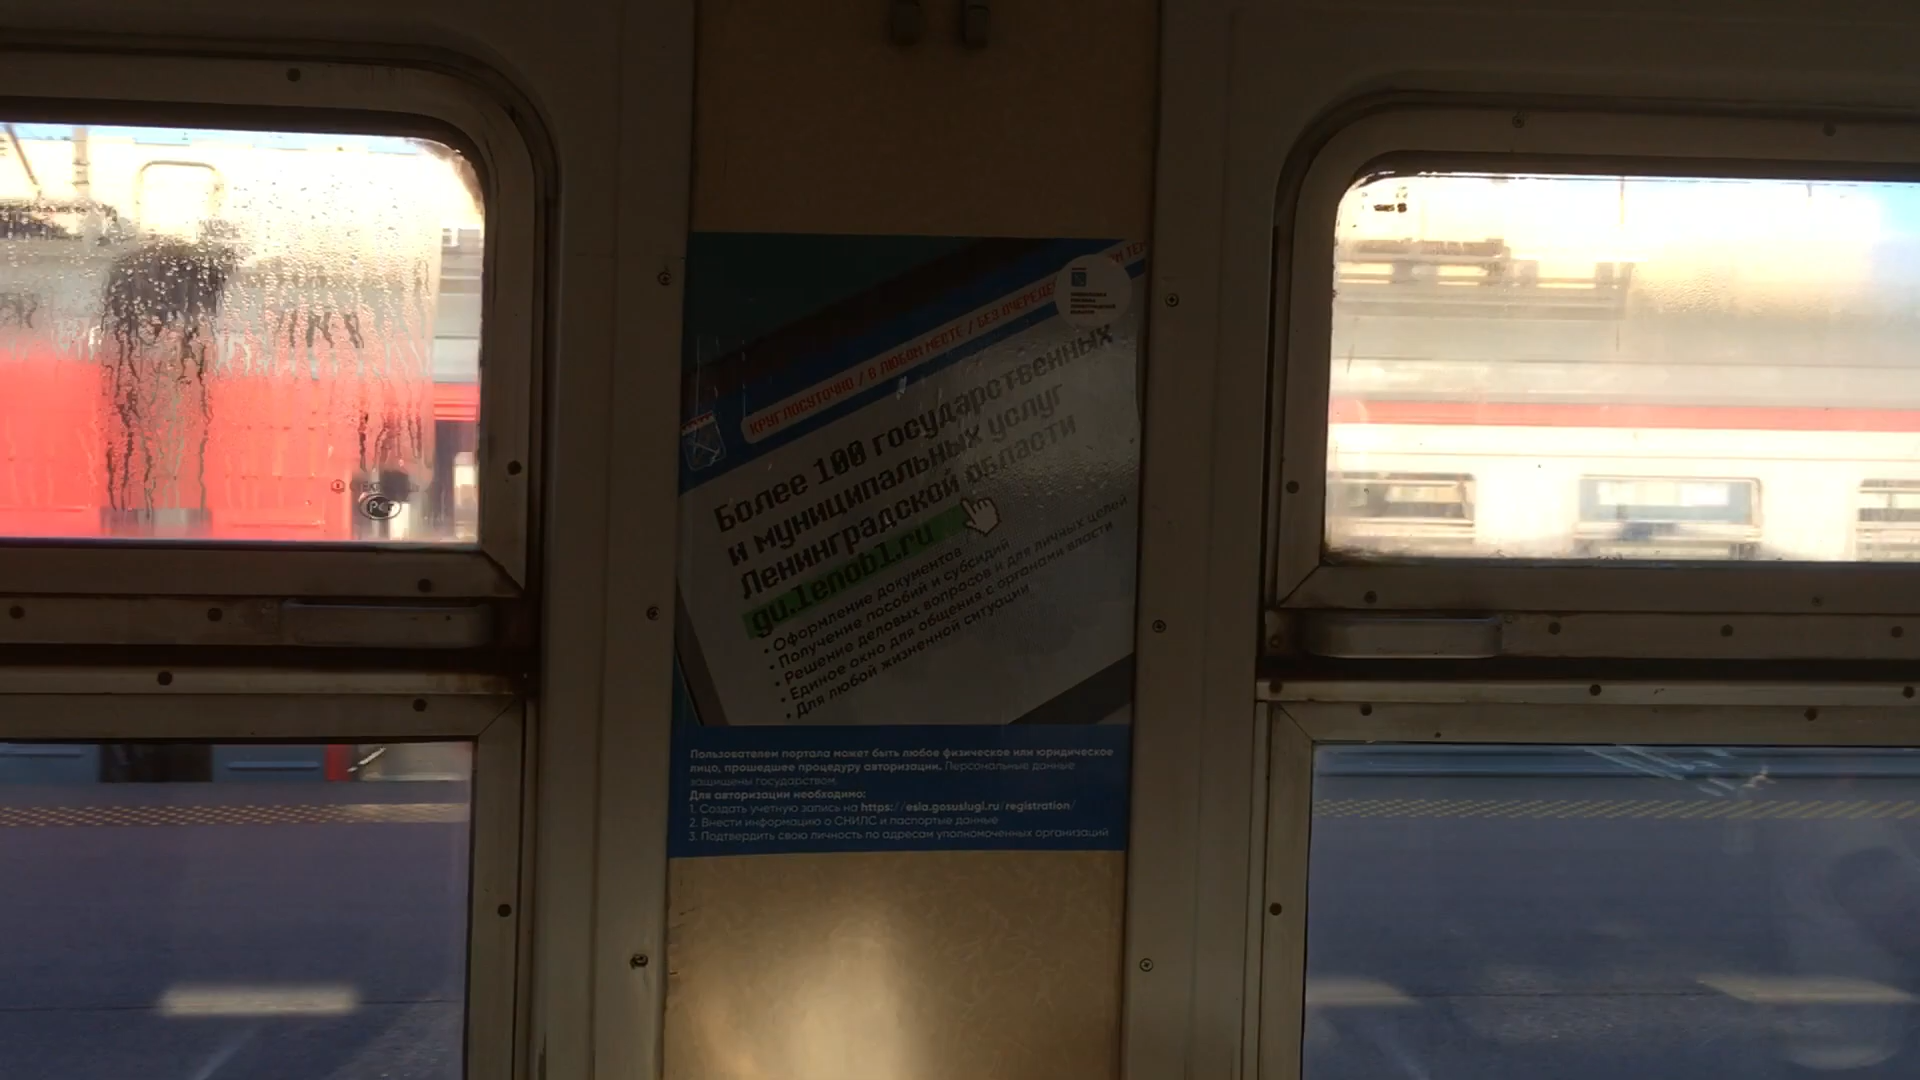 КРУГЛОСУТОЧНО / В ЛЮБОМ МЕСТЕ / БЕЗ ОЧЕРЕДЕ
Более 100 государственных
и муниципальных услуг
Ленинградской области
gu.lenobl.ru
• Оформление документов
• Получение пособий и субсидий
• Решение деловых вопросов и для личных целей
• Единое окно для общения с органами власти
• Для любой жизненной ситуации
Пользователем портала может быть любое физическое или юридическое
лицо, прошедшее процедуру авторизации. Персональные данные
защищены государством.
Для авторизации необходимо:
1. Создать учетную запись на https://esia.gosuslugi.ru/registration/
2. Внести информацию о СНИЛС и паспортые данные
3. Подтвердить свою личность по адресам уполномоченных организаций